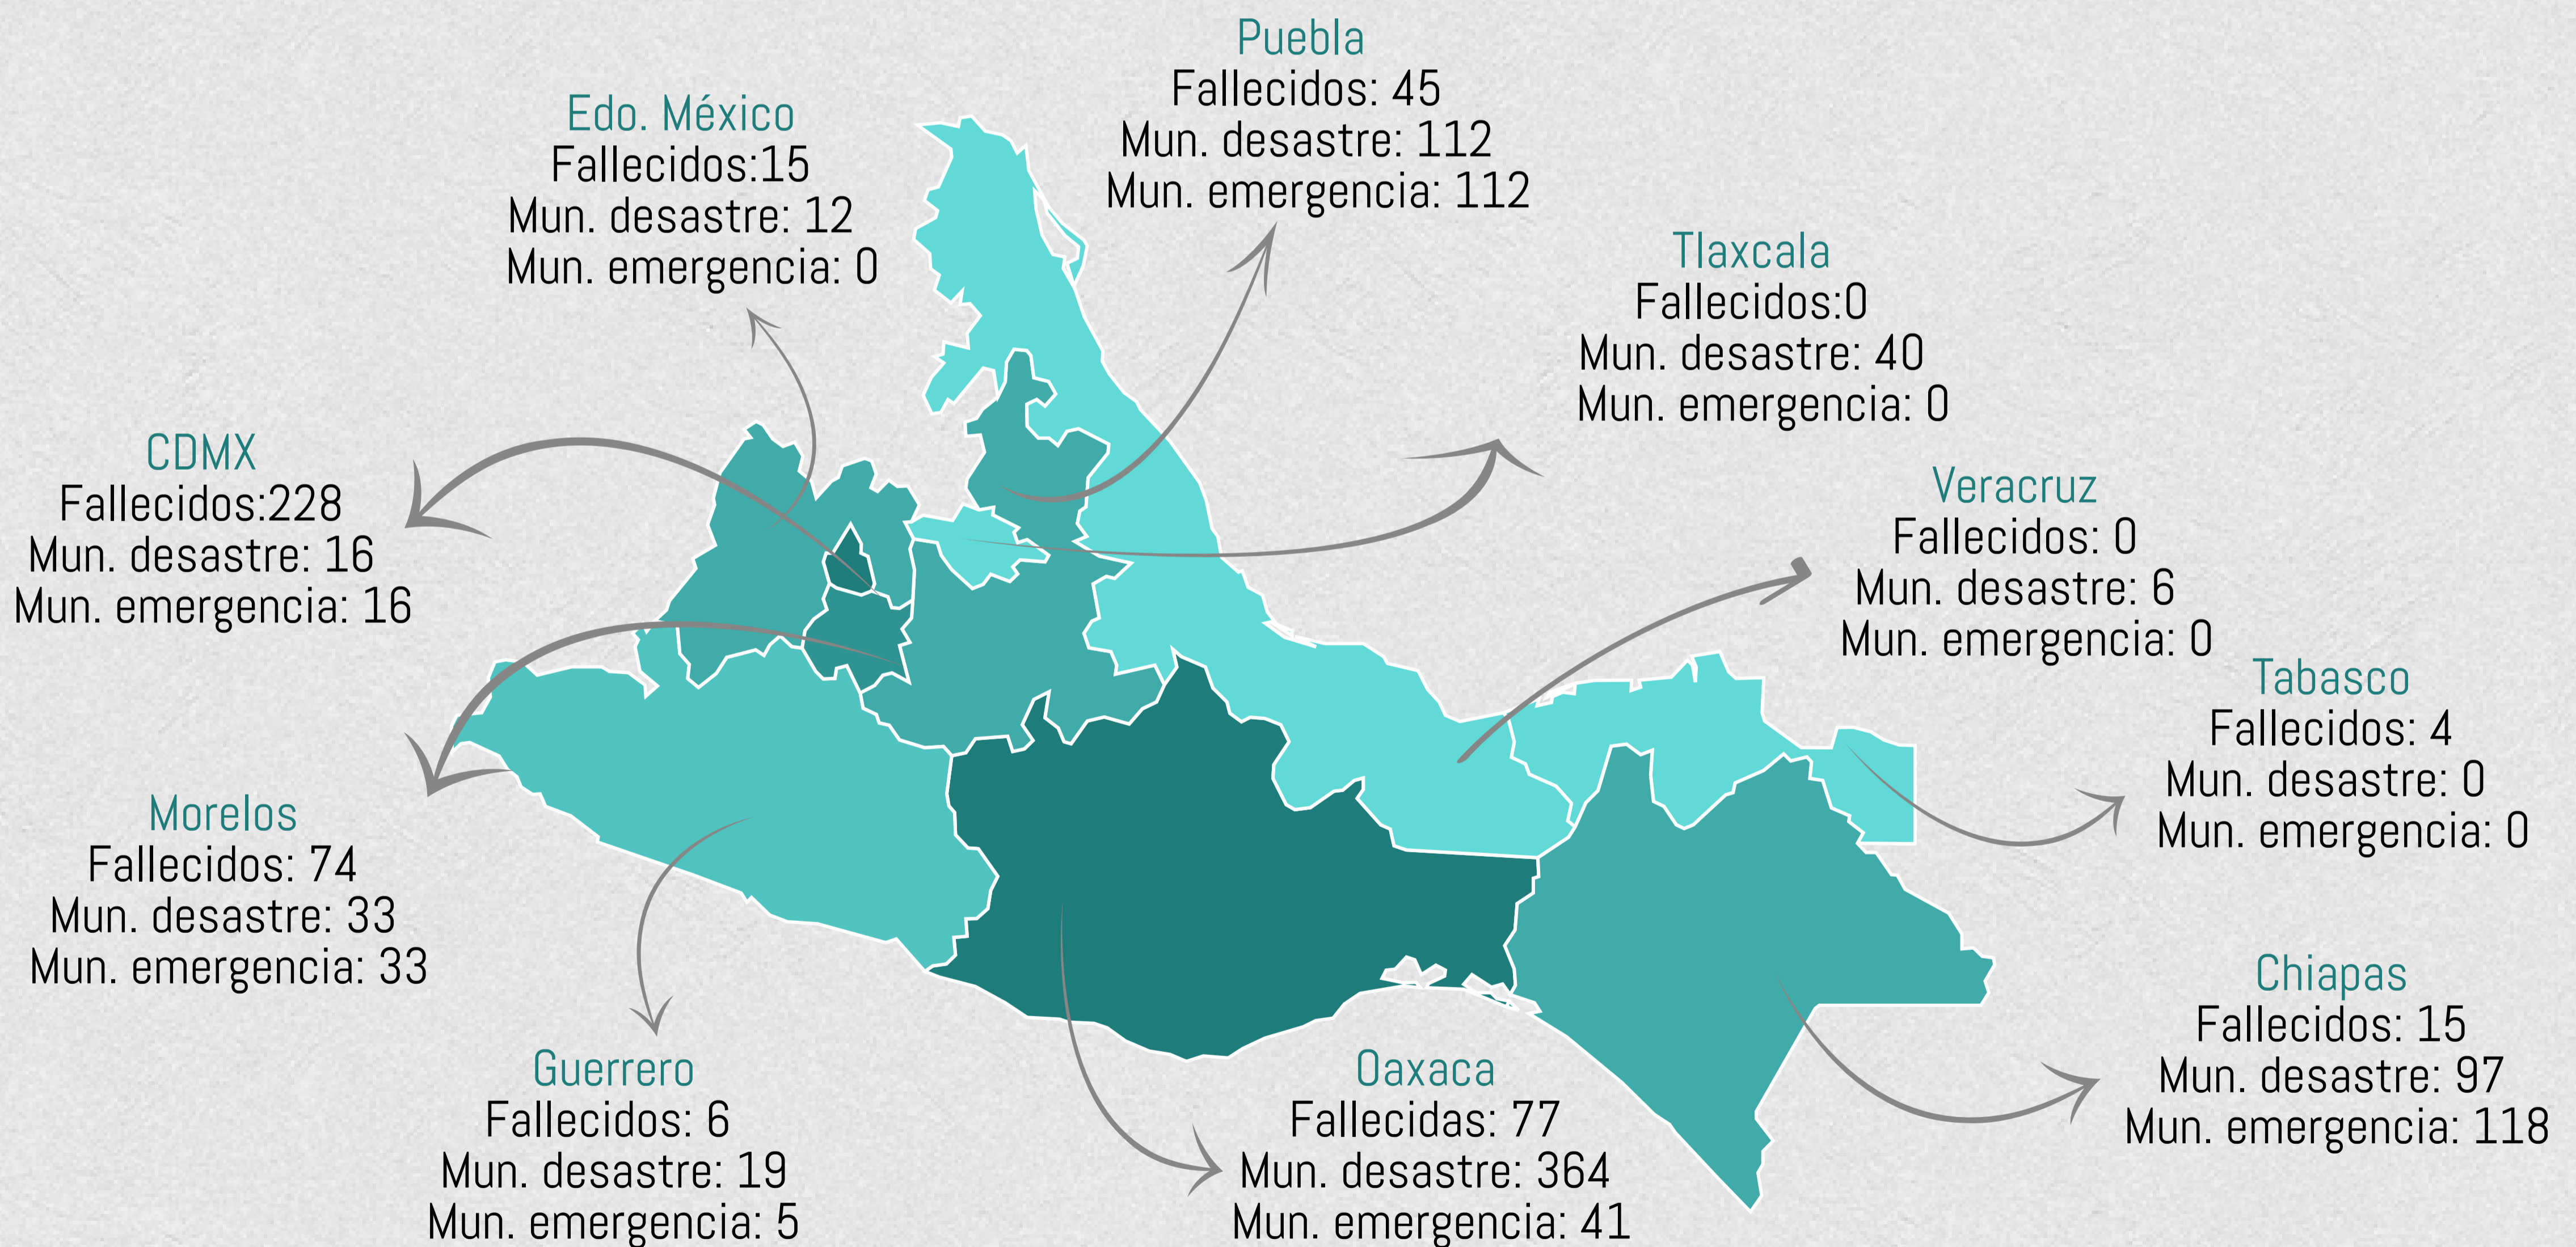 Puebla
Fallecidos: 45
Mun. desastre: 112
Mun. emergencia: 112
Edo. México
Fallecidos:15
Mun. desastre: 12
Mun. emergencia: 0
Tlaxcala
Fallecidos:0
Mun. desastre: 40
Mun. emergencia: 0
CDMX
Fallecidos:228
Mun. desastre: 16
Mun. emergencia: 16
Veracruz
Fallecidos: 0
Mun. desastre: 6
Mun. emergencia: 0
Tabasco
Fallecidos: 4
Mun. desastre: 0
Mun. emergencia: 0
Morelos
Fallecidos: 74
Mun. desastre: 33
Mun. emergencia: 33
Chiapas
Fallecidos: 15
Mun. desastre: 97
Mun. emergencia: 118
Guerrero
Fallecidos: 6
Mun. desastre: 19
Mun. emergencia: 5
Oaxaca
Fallecidas: 77
Mun. desastre: 364
Mun. emergencia: 41